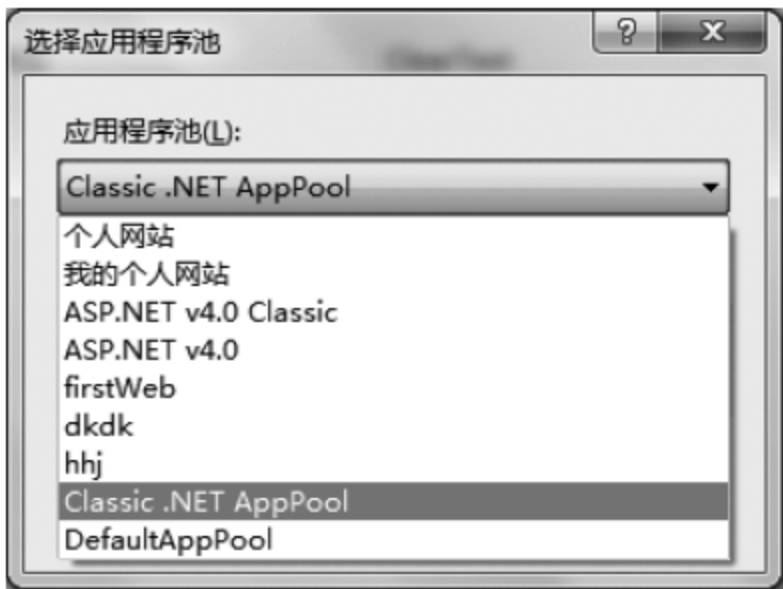 选择应用程序池
应用程序池(L):
Classic .NET AppPool
个人网站
我的个人网站
ASP.NET v4.0 Classic
ASP.NET v4.0
firstWeb
dkdk
hhj
Classic .NET AppPool
DefaultAppPool